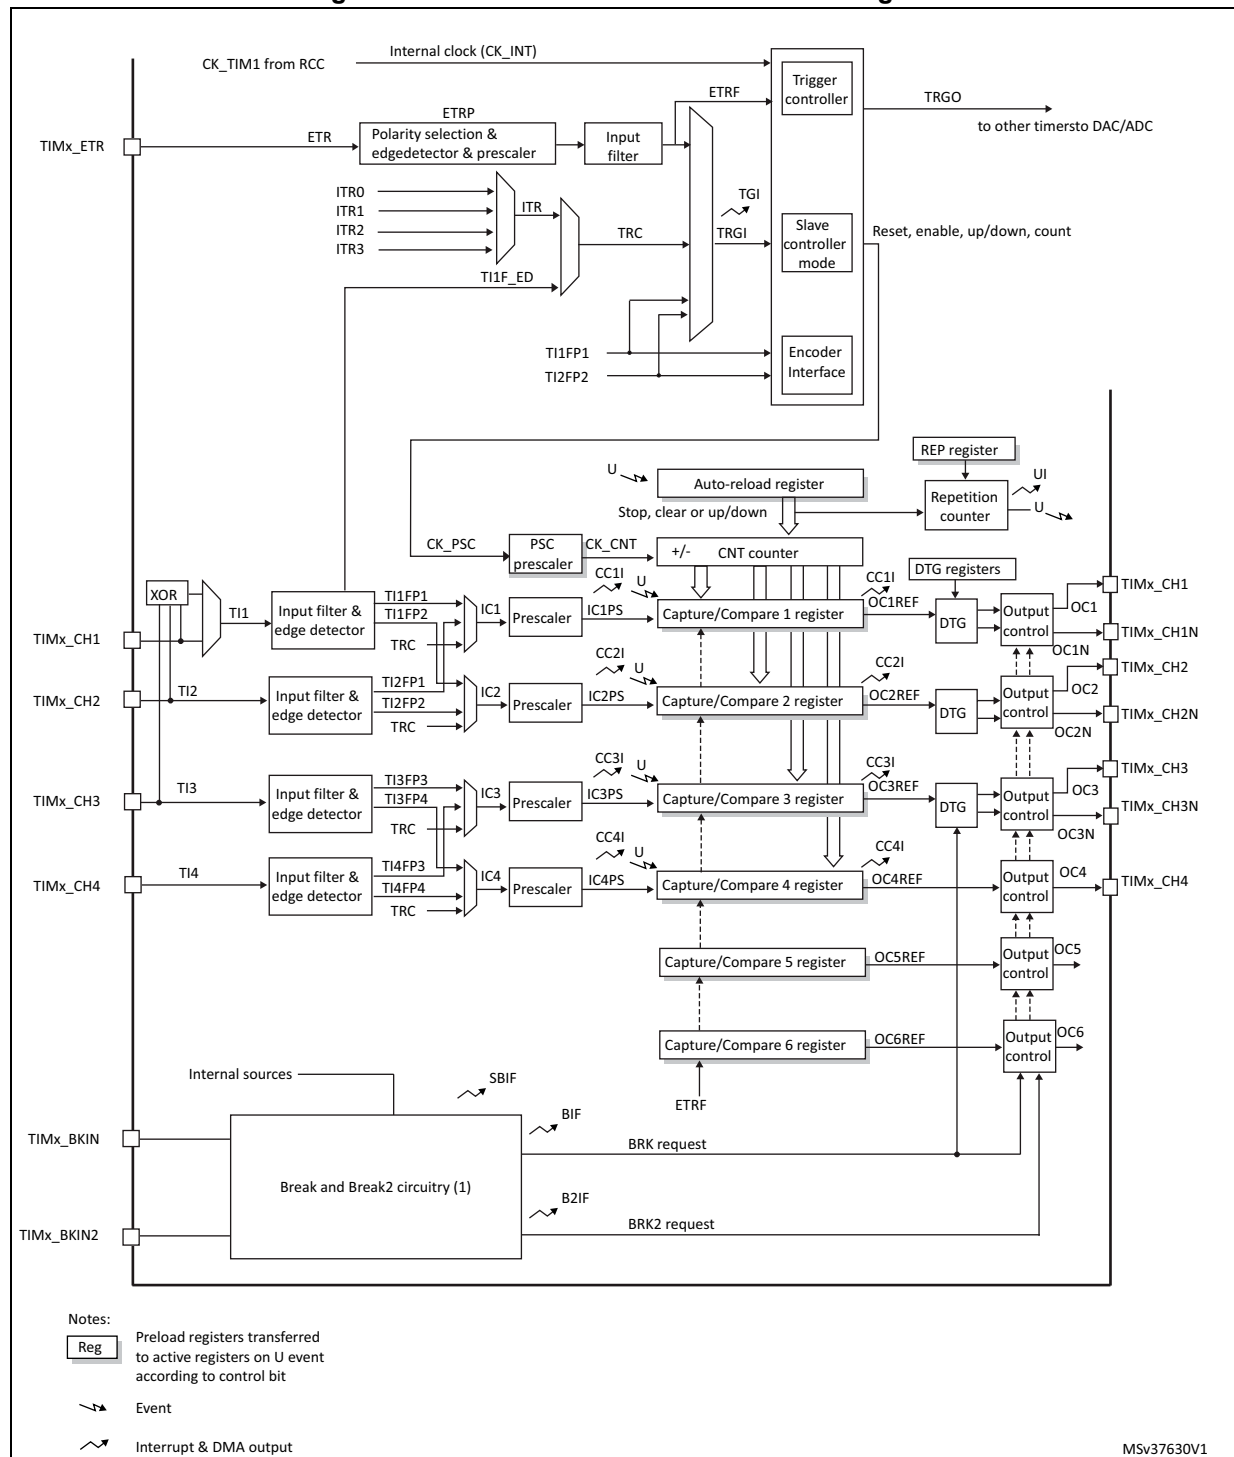 Internal clock (CK_INT)
CK_TIM1 from RCC
Trigger
controller
ETRF
TRGO
to other timersto DAC/ADC
ETRP
TIMx_ETR
ETR
Polarity selection &
edgedetector & prescaler
Input
filter
ITR0
ITR1
ITR2
ITR3
ITR
TGI
TRC
TRGI
Slave
controller
mode
Reset, enable, up/down, count
TI1F_ED
TI1FP1
TI2FP2
Encoder
Interface
REP register
U
Auto-reload register
UI
Repetition
counter
U
Stop, clear or up/down
CK_PSC
PSC
prescaler
CK_CNT
+/-
CNT counter
DTG registers
XOR
TI1
TIMx_CH1
Input filter &
edge detector
TI1FP1
TI1FP2
TRC
IC1
Prescaler
IC1PS
CC1I
U
Capture/Compare 1 register
CC1I
OC1REF
DTG
Output
control
OC1
OC1N
TIMx_CH1
TIMx_CH1N
TIMx_CH2
TI2
Input filter &
edge detector
TI2FP1
TI2FP2
TRC
IC2
Prescaler
IC2PS
CC2I
U
Capture/Compare 2 register
CC2I
OC2REF
DTG
Output
control
OC2
OC2N
TIMx_CH2
TIMx_CH2N
TIMx_CH3
TI3
Input filter &
edge detector
TI3FP3
TI3FP4
TRC
IC3
Prescaler
IC3PS
CC3I
U
Capture/Compare 3 register
CC3I
OC3REF
DTG
Output
control
OC3
OC3N
TIMx_CH3
TIMx_CH3N
TIMx_CH4
TI4
Input filter &
edge detector
TI4FP3
TI4FP4
TRC
IC4
Prescaler
IC4PS
CC4I
U
Capture/Compare 4 register
CC4I
OC4REF
Output
control
OC4
TIMx_CH4
Capture/Compare 5 register
OC5REF
Output
control
OC5
Capture/Compare 6 register
OC6REF
Output
control
OC6
ETRF
Internal sources
SBIF
TIMx_BKIN
BIF
BRK request
Break and Break2 circuitry (1)
TIMx_BKIN2
B2IF
BRK2 request
Notes:
Reg
Preload registers transferred
to active registers on U event
according to control bit
Event
Interrupt & DMA output
MSv37630V1